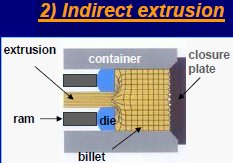 2) Indirect extrusion
extrusion
container
closure
plate
ram
die
billet